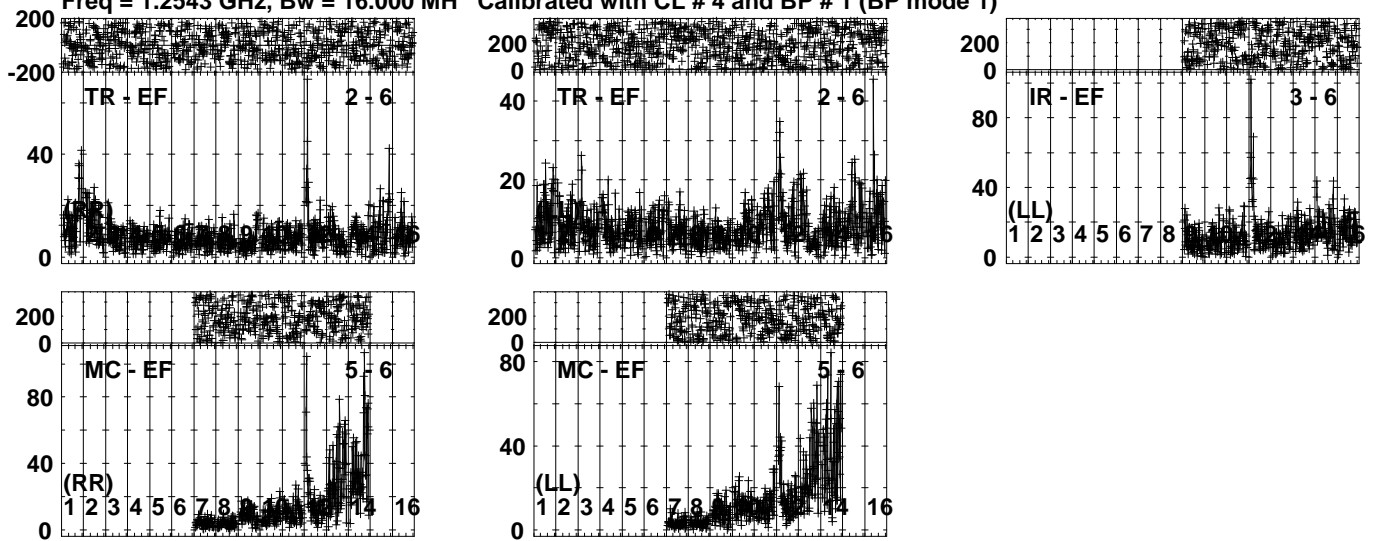 Freq = 1.2543 GHz, Bw = 16.000 MH Calibrated with CL # 4 and BP # 1 (BP mode 1)
200
-200
TR - EF 2 - 6
40
0
(RR)
200
0
TR - EF 2 - 6
40
20
0
200
0
IR - EF 3 - 6
80
40
0
(LL)
1 2 3 4 5 6 7 8
200
0
MC - EF 5 - 6
80
40
0
(RR)
1 2 3 4 5 6 7 8 9 10 14 16
200
0
MC - EF 5 - 6
80
40
0
(LL)
1 2 3 4 5 6 7 8 14 16